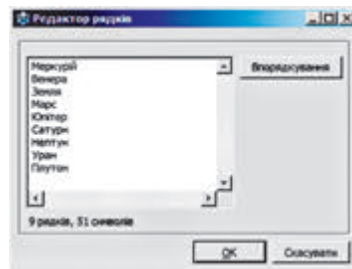 Редактор рядків
Меркурій
Венера
Земля
Марс
Юпітер
Сатурн
Нептун
Уран
Плутон
Впорядкування
9 рядків, 51 символів
OK
Скасувати